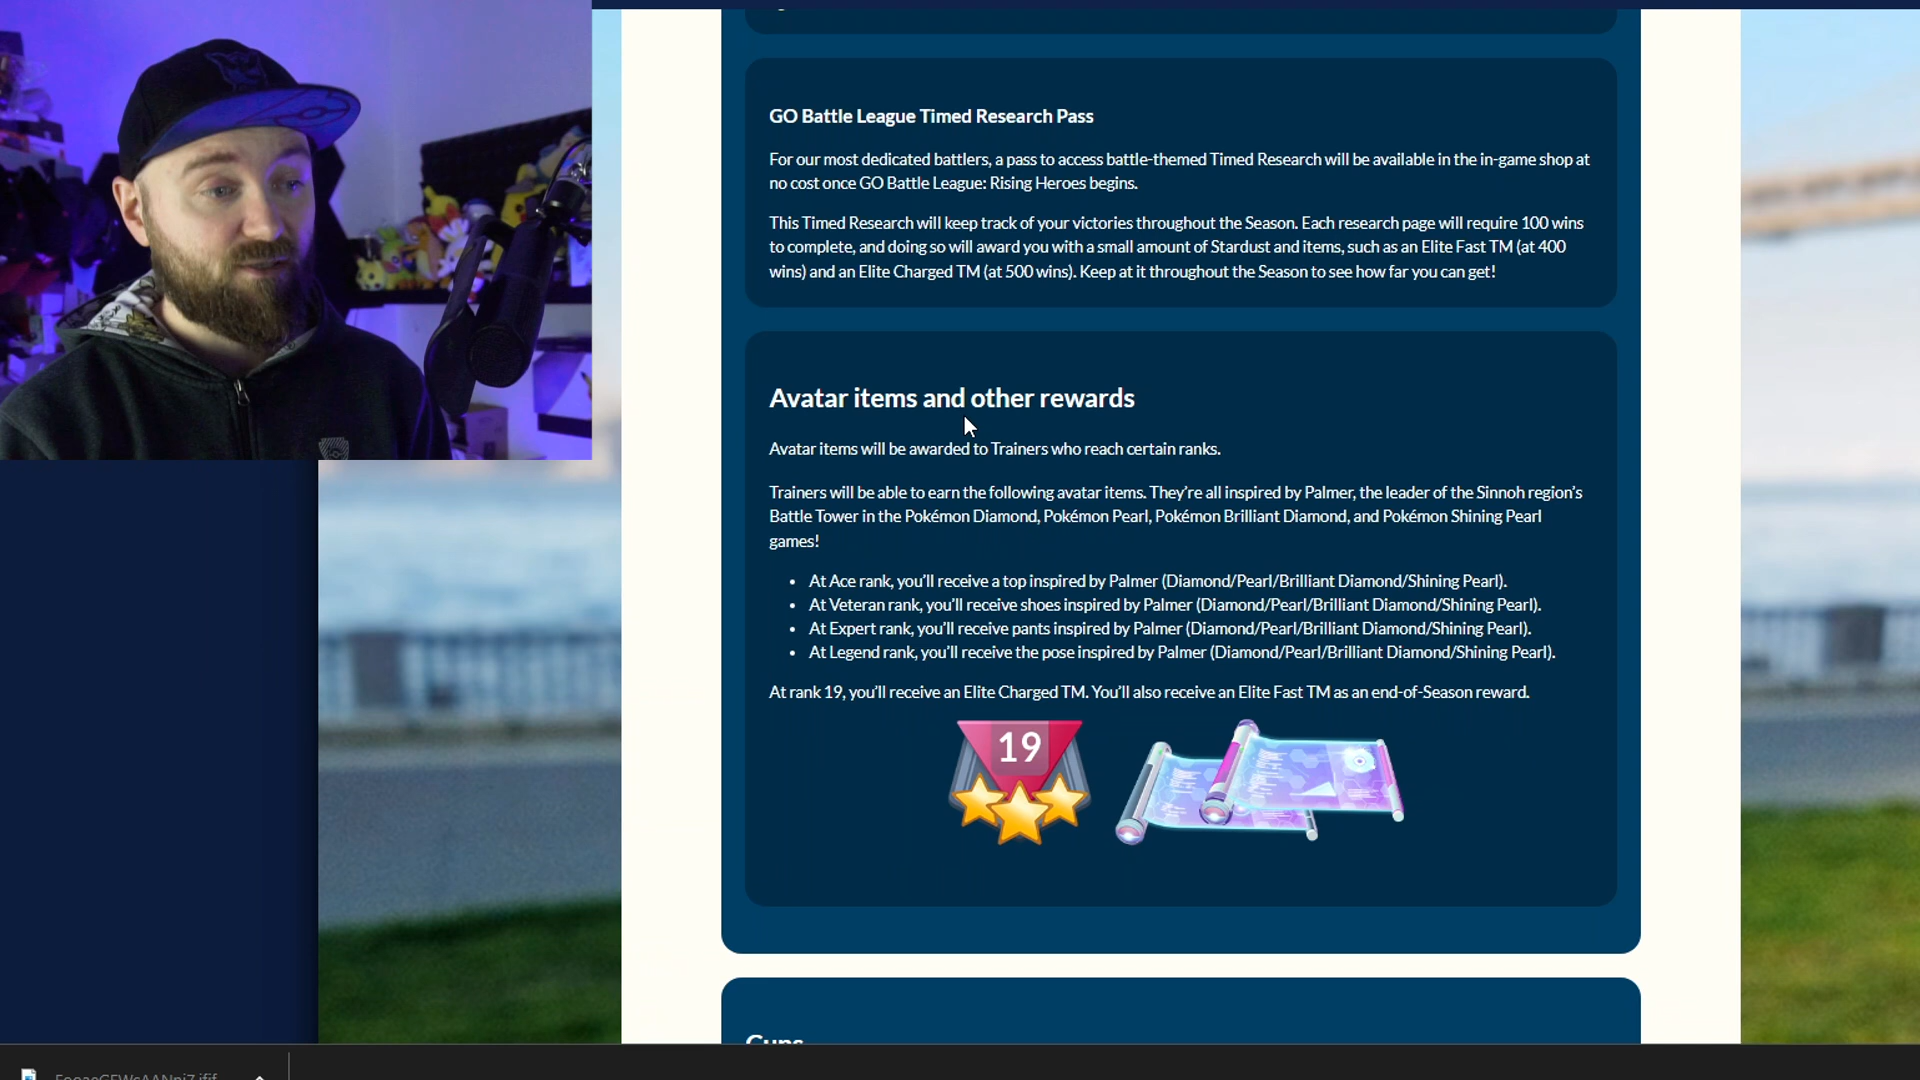 GO Battle League Timed Research Pass
For our most dedicated battlers, a pass to access battle-themed Timed Research will be available in the in-game shop at
no cost once GO Battle League: Rising Heroes begins.
This Timed Research will keep track of your victories throughout the Season. Each research page will require 100 wins
to complete, and doing so will award you with a small amount of Stardust and items, such as an Elite Fast TM (at 400
wins) and an Elite Charged TM (at 500 wins). Keep at it throughout the Season to see how far you can get!
Avatar items and other rewards
Avatar items will be awarded to Trainers who reach certain ranks.
Trainers will be able to earn the following avatar items. They’re all inspired by Palmer, the leader of the Sinnoh region’s
Battle Tower in the Pokémon Diamond, Pokémon Pearl, Pokémon Brilliant Diamond, and Pokémon Shining Pearl
games!
• At Ace rank, you’ll receive a top inspired by Palmer (Diamond/Pearl/Brilliant Diamond/Shining Pearl).
• At Veteran rank, you’ll receive shoes inspired by Palmer (Diamond/Pearl/Brilliant Diamond/Shining Pearl).
• At Expert rank, you’ll receive pants inspired by Palmer (Diamond/Pearl/Brilliant Diamond/Shining Pearl).
• At Legend rank, you’ll receive the pose inspired by Palmer (Diamond/Pearl/Brilliant Diamond/Shining Pearl).
At rank 19, you’ll receive an Elite Charged TM. You’ll also receive an Elite Fast TM as an end-of-Season reward.
19
Cups